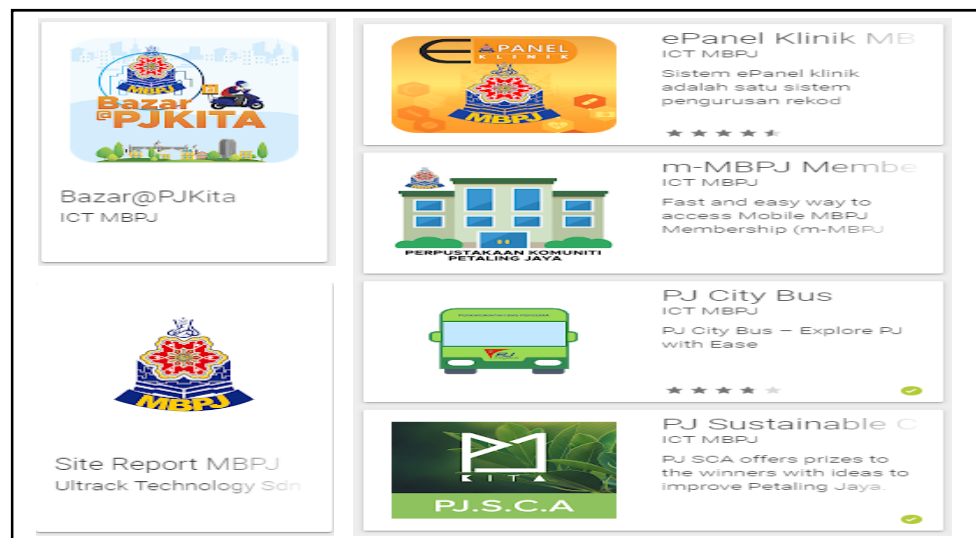 MBPJ
Bazar
@PJKITA
Bazar@PJKita
ICT MBPJ
MBPJ
Site Report MBPJ
Ultrack Technology Sdn
E PANEL
KLINIK
MBPJ
ePanel Klinik MB
ICT MBPJ
Sistem ePanel klinik
adalah satu sistem
pengurusan rekod
PERPUSTAKAAN KOMUNITI
PETALING JAYA
m-MBPJ Membe
ICT MBPJ
Fast and easy way to
access Mobile MBPJ
Membership (m-MBPJ
PJ City Bus
ICT MBPJ
PJ City Bus – Explore PJ
with Ease
PJ
KITA
PJ.S.C.A
PJ Sustainable C
ICT MBPJ
PJ SCA offers prizes to
the winners with ideas to
improve Petaling Jaya.